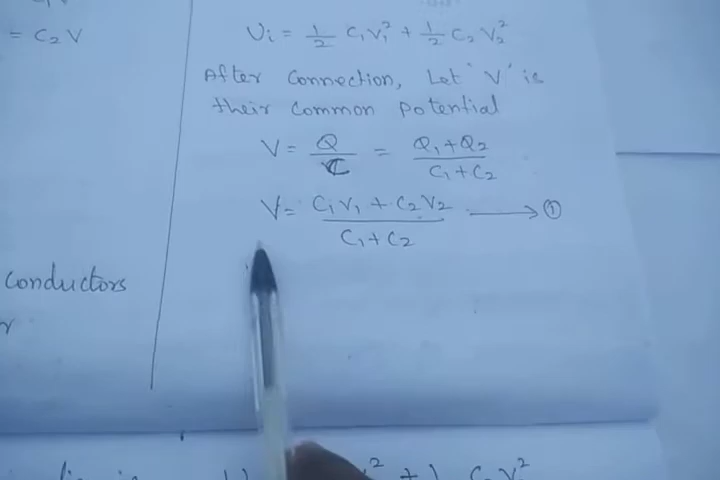 = C₂V
conductors
Ui = 1/2 C₁V₁² + 1/2 C₂V₂²
After Connection, Let 'V' is
their Common potential
V = Q/C = Q₁+Q₂/C₁+C₂
V = C₁V₁ + C₂V₂/C₁+C₂ → ①